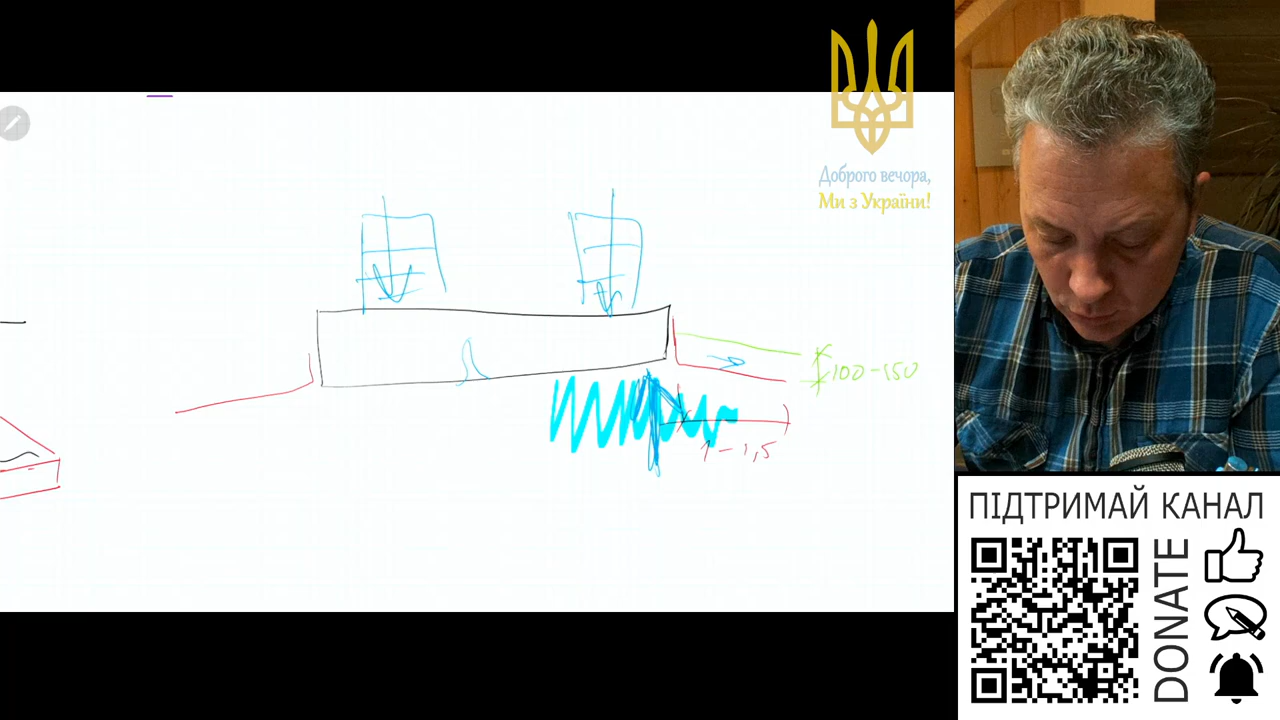 Доброго вечора,
Ми з України!
100-150
1-1,5
ПІДТРИМАЙ КАНАЛ
DONATE